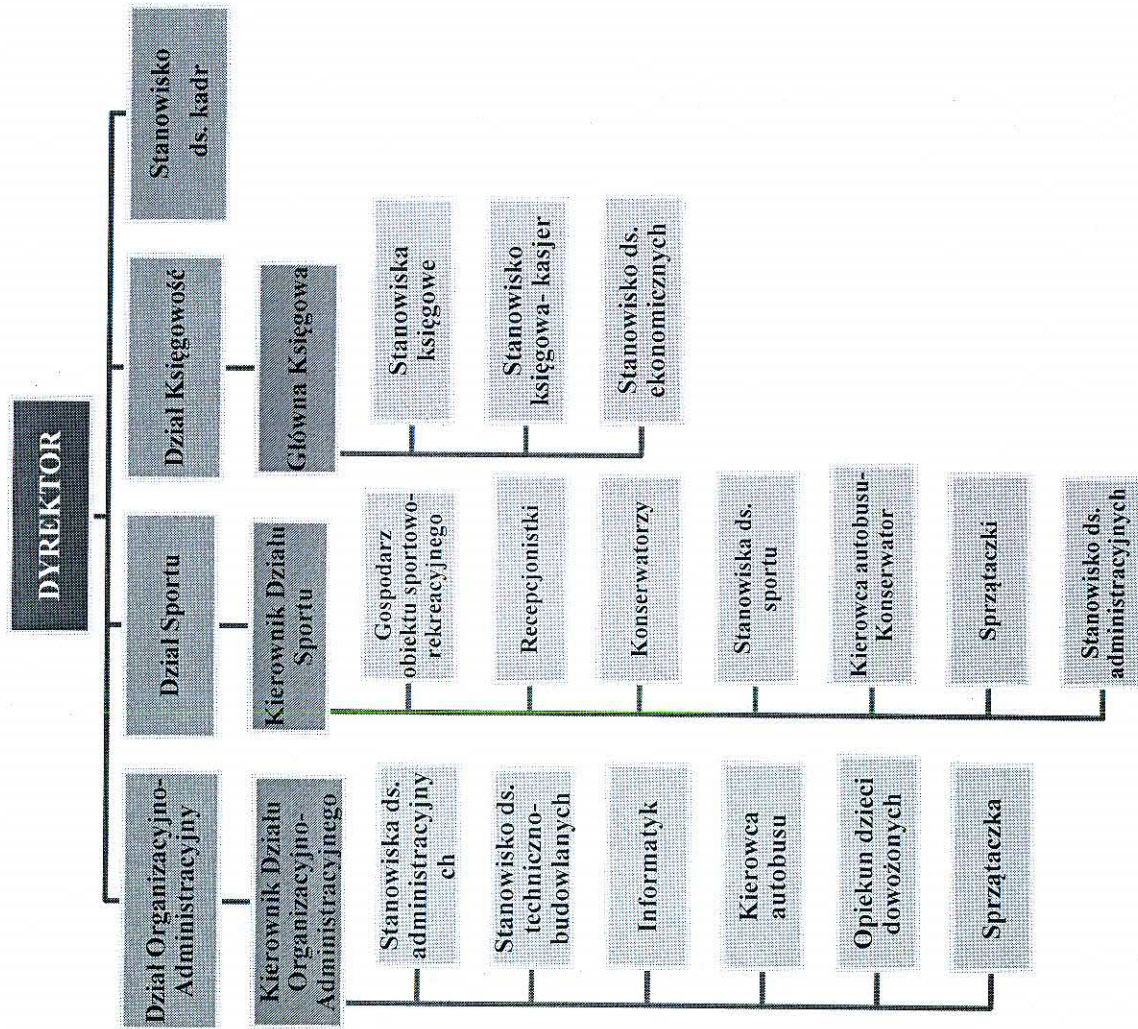 DYREKTOR
Dział Organizacyjno-
Administracyjny
Kierownik Działu
Organizacyjno-
Administracyjnego
Stanowiska ds.
administracyjny
ch
Stanowisko ds.
techniczno-
budowlanych
Informatyk
Kierowca
autobusu
Opiekun dzieci
dowożonych
Sprzątaczka
Dział Sportu
Kierownik Działu
Sportu
Gospodarz
obiektu sportowo-
rekreacyjnego
Recepcjonistki
Konserwatorzy
Stanowiska ds.
sportu
Kierowca autobusu-
Konserwator
Sprzątaczki
Stanowisko ds.
administracyjnych
Dział Księgowość
Główna Księgowa
Stanowiska
księgowe
Stanowisko
księgowa- kasjer
Stanowisko ds.
ekonomicznych
Stanowisko
ds. kadr